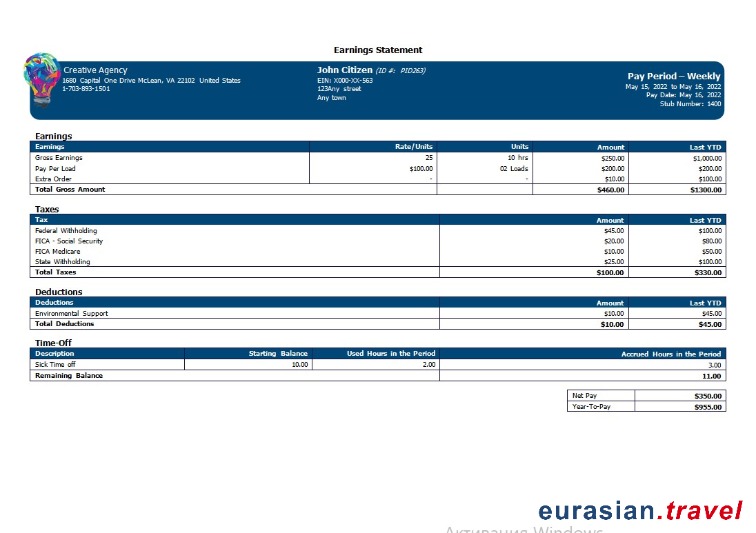 Earnings Statement
Creative Agency
1680 Capital One Drive McLean, VA 22102 United States
1-703-893-1501
John Citizen (ID #: PID263)
EIN: X000-XX-563
123Any street
Any town
Pay Period – Weekly
May 15, 2022 to May 16, 2022
Pay Date: May 16, 2022
Stub Number: 1400
Earnings
Earnings Rate/Units Units Amount Last YTD
Gross Earnings 25 10 hrs $250.00 $1,000.00
Pay Per Load $100.00 02 Loads $200.00 $200.00
Extra Order - - $10.00 $100.00
Total Gross Amount $460.00 $1300.00
Taxes
Tax Amount Last YTD
Federal Withholding $45.00 $100.00
FICA - Social Security $20.00 $80.00
FICA Medicare $10.00 $50.00
State Withholding $25.00 $100.00
Total Taxes $100.00 $330.00
Deductions
Deductions Amount Last YTD
Environmental Support $10.00 $45.00
Total Deductions $10.00 $45.00
Time-Off
Description Starting Balance Used Hours in the Period Accrued Hours in the Period
Sick Time off 10.00 2.00 3.00
Remaining Balance 11.00
Net Pay $350.00
Year-To-Pay $955.00
eurasian.travel
Активация Windows